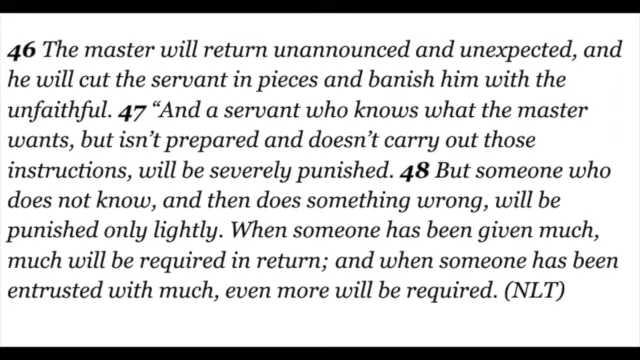 46 The master will return unannounced and unexpected, and
he will cut the servant in pieces and banish him with the
unfaithful. 47 “And a servant who knows what the master
wants, but isn’t prepared and doesn’t carry out those
instructions, will be severely punished. 48 But someone who
does not know, and then does something wrong, will be
punished only lightly. When someone has been given much,
much will be required in return; and when someone has been
entrusted with much, even more will be required. (NLT)